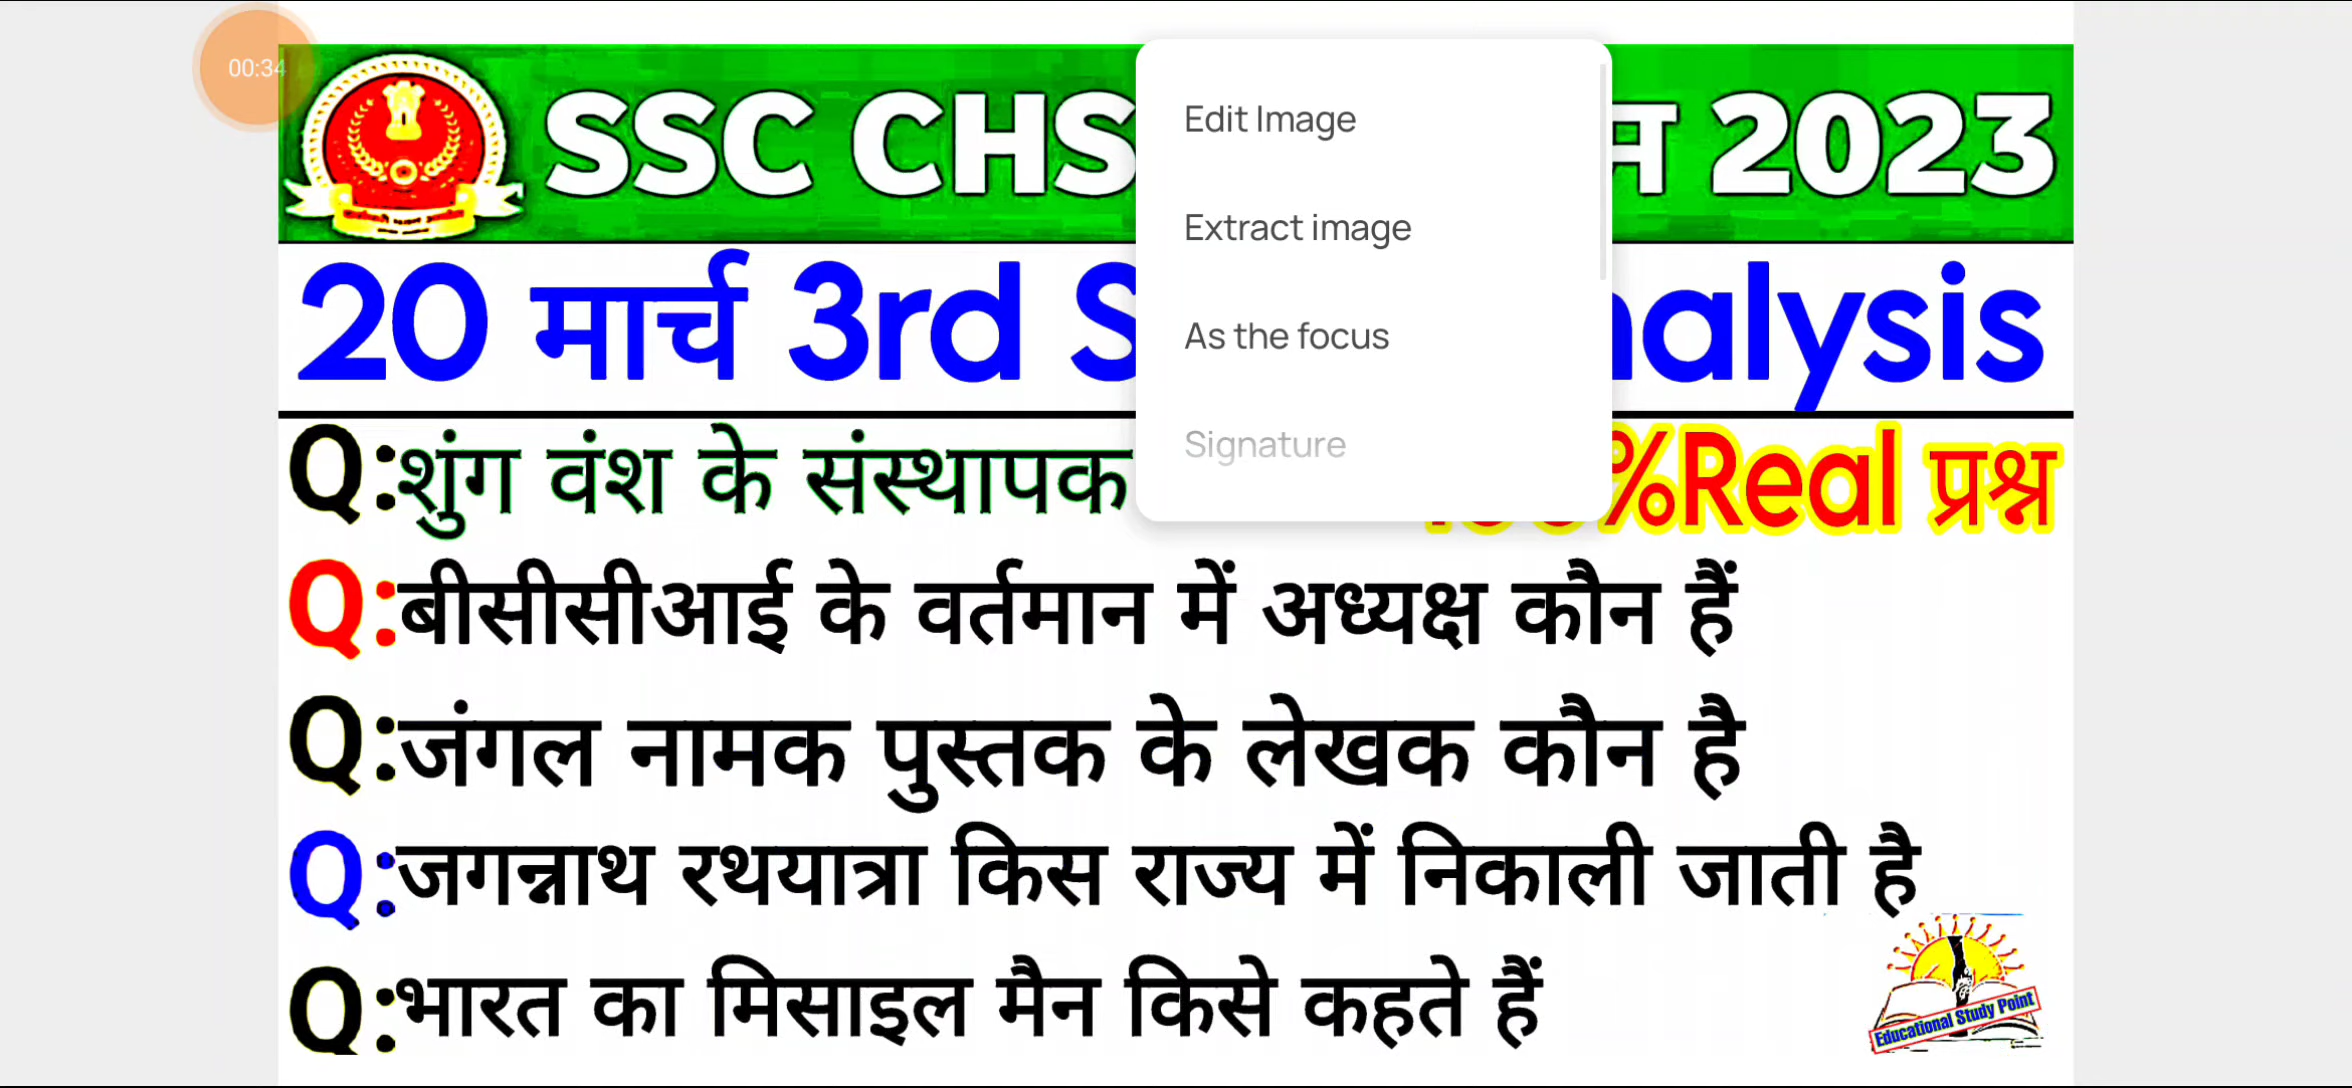 00:34
SSC CHS 2023
Edit Image
Extract image
As the focus
Signature
20 मार्च 3rd S nalysis
Q:शुंग वंश के संस्थापक %Real प्रश्न
Q:बीसीसीआई के वर्तमान में अध्यक्ष कौन हैं
Q:जंगल नामक पुस्तक के लेखक कौन है
Q:जगन्नाथ रथयात्रा किस राज्य में निकाली जाती है
Q:भारत का मिसाइल मैन किसे कहते हैं
Educational Study Point